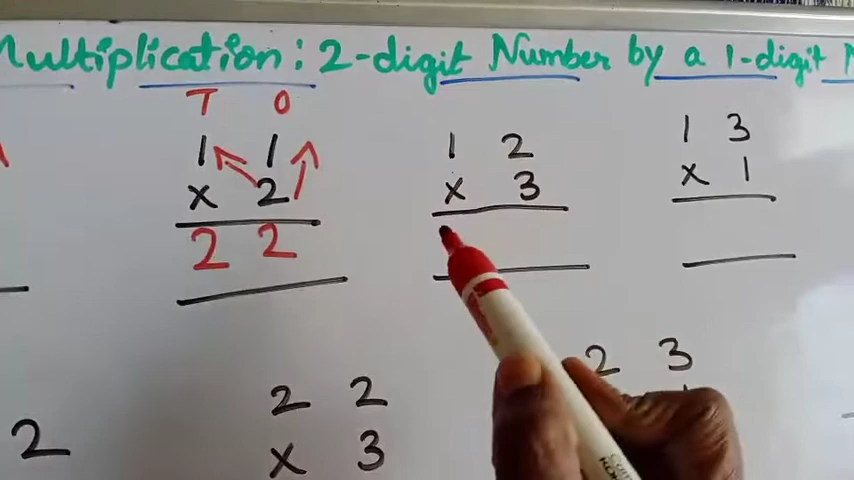 Multiplication: 2-digit Number by a 1-digit N
T O
1 1
x 2
2 2
1 2
x 3
1 3
x 1
2
2 2
x 3
2 3